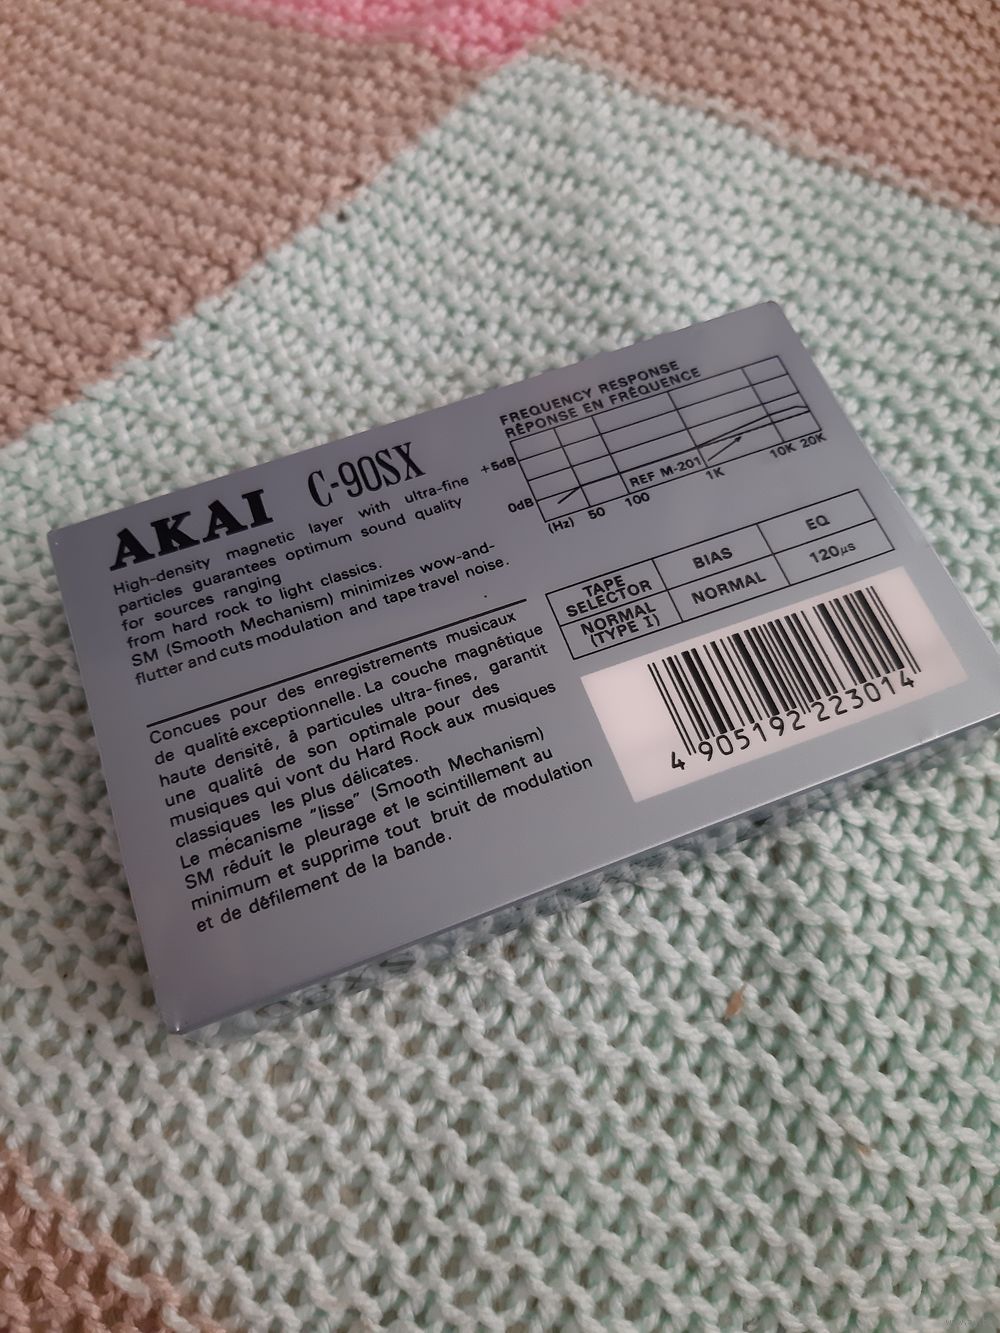 AKAI C-90SX
High-density magnetic layer with ultra-fine
particles guarantees optimum sound quality
for sources ranging
from hard rock to light classics.
SM (Smooth Mechanism) minimizes wow-and-
flutter and cuts modulation and tape travel noise.
Concues pour des enregistrements musicaux
de qualité exceptionnelle. La couche magnétique
haute densité, â particules ultra-fines, garantit
une qualité de son optimale pour des
musiques qui vont du Hard Rock aux musiques
classiques les plus délicates.
Le mécanisme "lisse" (Smooth Mechanism)
SM réduit le pleurage et le scintillement au
minimum et supprime tout bruit de modulation
et de défilement de la bande.
FREQUENCY RESPONSE
RÉPONSE EN FRÉQUENCE
+5dB
0dB
REF M-201
(Hz) 50 100 1K 10K 20K
TAPE SELECTOR BIAS EQ
NORMAL (TYPE I) NORMAL 120µs
4 905192 223014